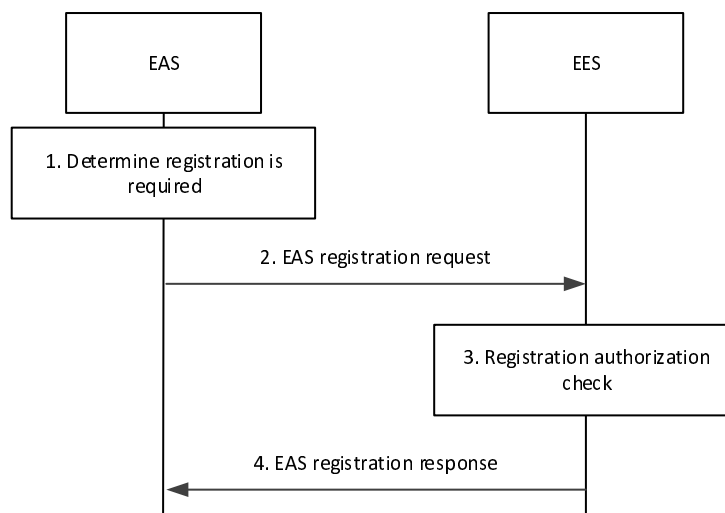 EAS
EES
1. Determine registration is
required
2. EAS registration request
3. Registration authorization
check
4. EAS registration response